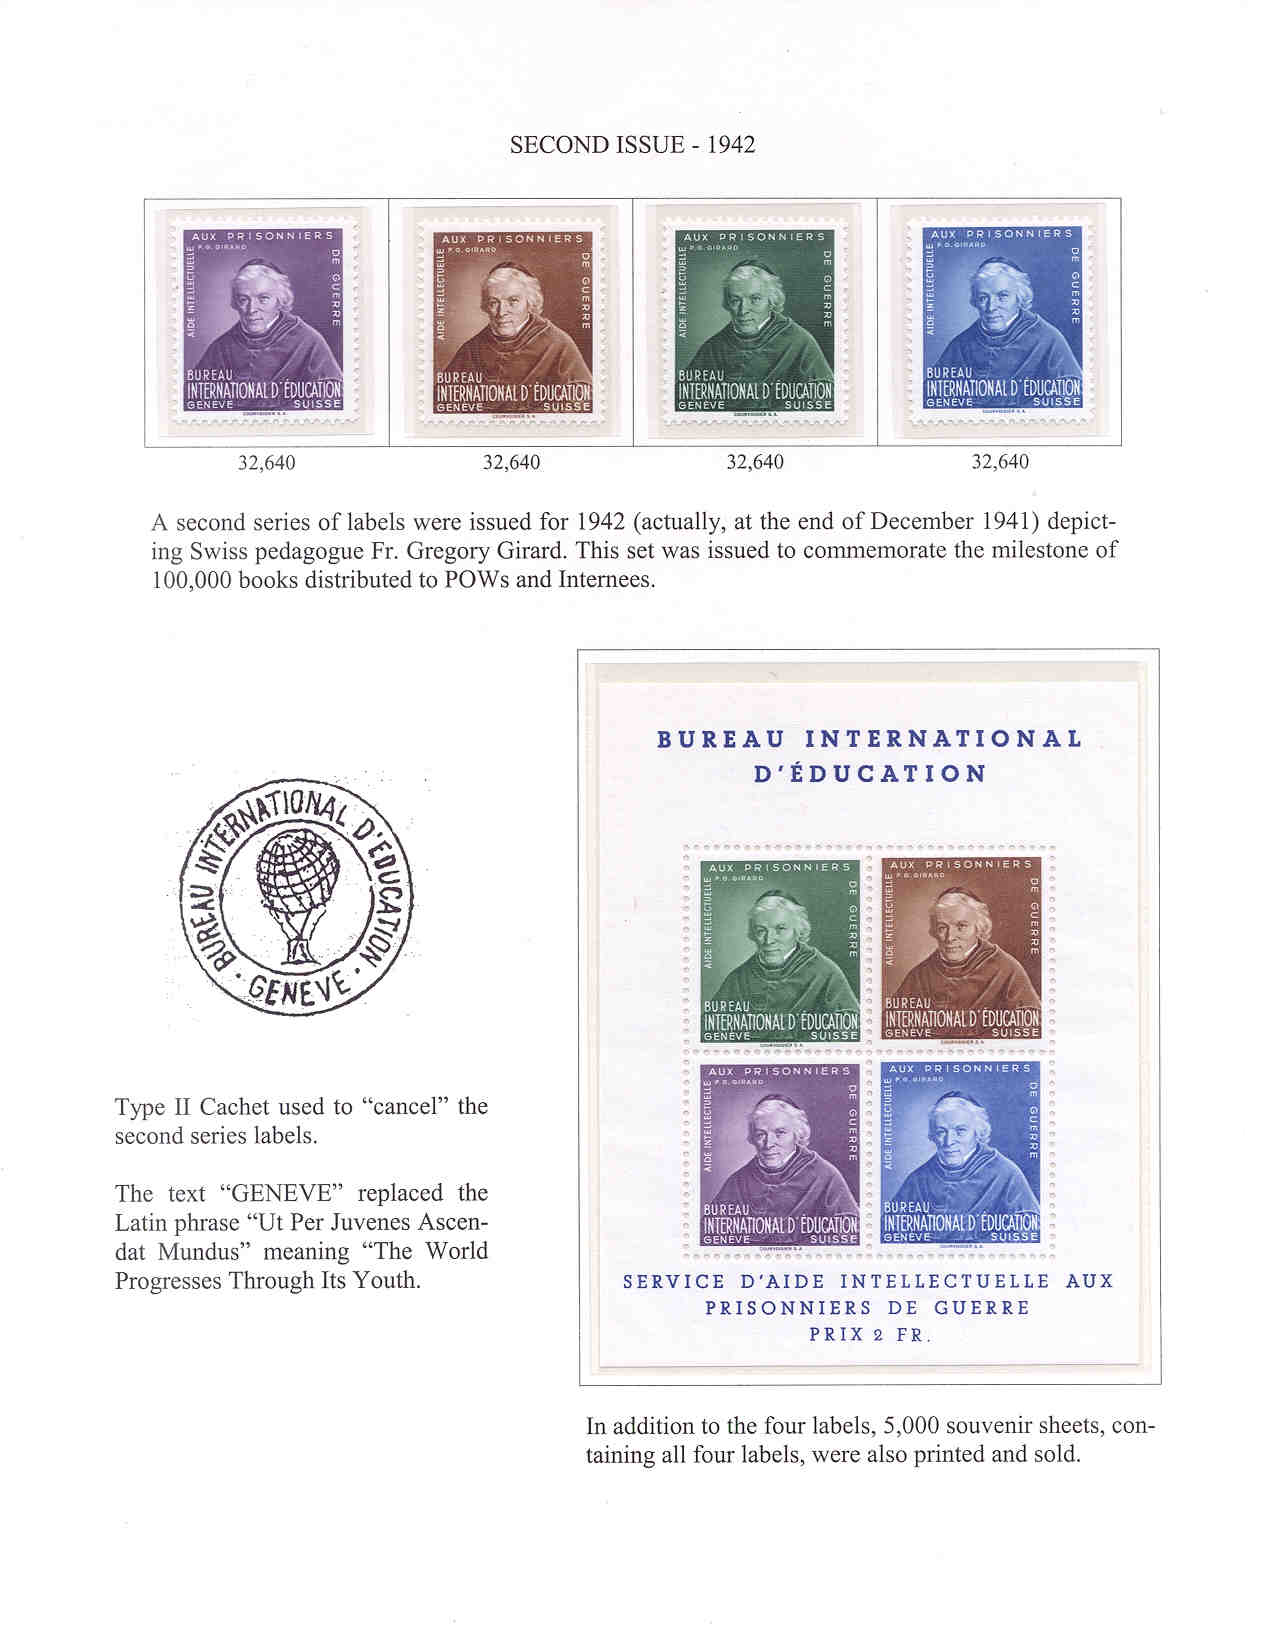 SECOND ISSUE - 1942
AUX PRISONNIERS
P.G. GIRARD
AIDE INTELLECTUELLE
DE GUERRE
BUREAU
INTERNATIONAL D'ÉDUCATION
GENÈVE SUISSE
COURVOISIER S.A.
AUX PRISONNIERS
P.G. GIRARD
AIDE INTELLECTUELLE
DE GUERRE
BUREAU
INTERNATIONAL D'ÉDUCATION
GENÈVE SUISSE
COURVOISIER S.A.
AUX PRISONNIERS
P.G. GIRARD
AIDE INTELLECTUELLE
DE GUERRE
BUREAU
INTERNATIONAL D'ÉDUCATION
GENÈVE SUISSE
COURVOISIER S.A.
AUX PRISONNIERS
P.G. GIRARD
AIDE INTELLECTUELLE
DE GUERRE
BUREAU
INTERNATIONAL D'ÉDUCATION
GENÈVE SUISSE
COURVOISIER S.A.
32,640 32,640 32,640 32,640
A second series of labels were issued for 1942 (actually, at the end of December 1941) depict-
ing Swiss pedagogue Fr. Gregory Girard. This set was issued to commemorate the milestone of
100,000 books distributed to POWs and Internees.
BUREAU INTERNATIONAL D'ÉDUCATION
· GENEVE ·
Type II Cachet used to “cancel” the
second series labels.
The text “GENEVE” replaced the
Latin phrase “Ut Per Juvenes Ascen-
dat Mundus” meaning “The World
Progresses Through Its Youth.
BUREAU INTERNATIONAL
D'ÉDUCATION
AUX PRISONNIERS
P.G. GIRARD
AIDE INTELLECTUELLE
DE GUERRE
BUREAU
INTERNATIONAL D'ÉDUCATION
GENÈVE SUISSE
COURVOISIER S.A.
AUX PRISONNIERS
P.G. GIRARD
AIDE INTELLECTUELLE
DE GUERRE
BUREAU
INTERNATIONAL D'ÉDUCATION
GENÈVE SUISSE
COURVOISIER S.A.
AUX PRISONNIERS
P.G. GIRARD
AIDE INTELLECTUELLE
DE GUERRE
BUREAU
INTERNATIONAL D'ÉDUCATION
GENÈVE SUISSE
COURVOISIER S.A.
AUX PRISONNIERS
P.G. GIRARD
AIDE INTELLECTUELLE
DE GUERRE
BUREAU
INTERNATIONAL D'ÉDUCATION
GENÈVE SUISSE
COURVOISIER S.A.
SERVICE D'AIDE INTELLECTUELLE AUX
PRISONNIERS DE GUERRE
PRIX 2 FR.
In addition to the four labels, 5,000 souvenir sheets, con-
taining all four labels, were also printed and sold.